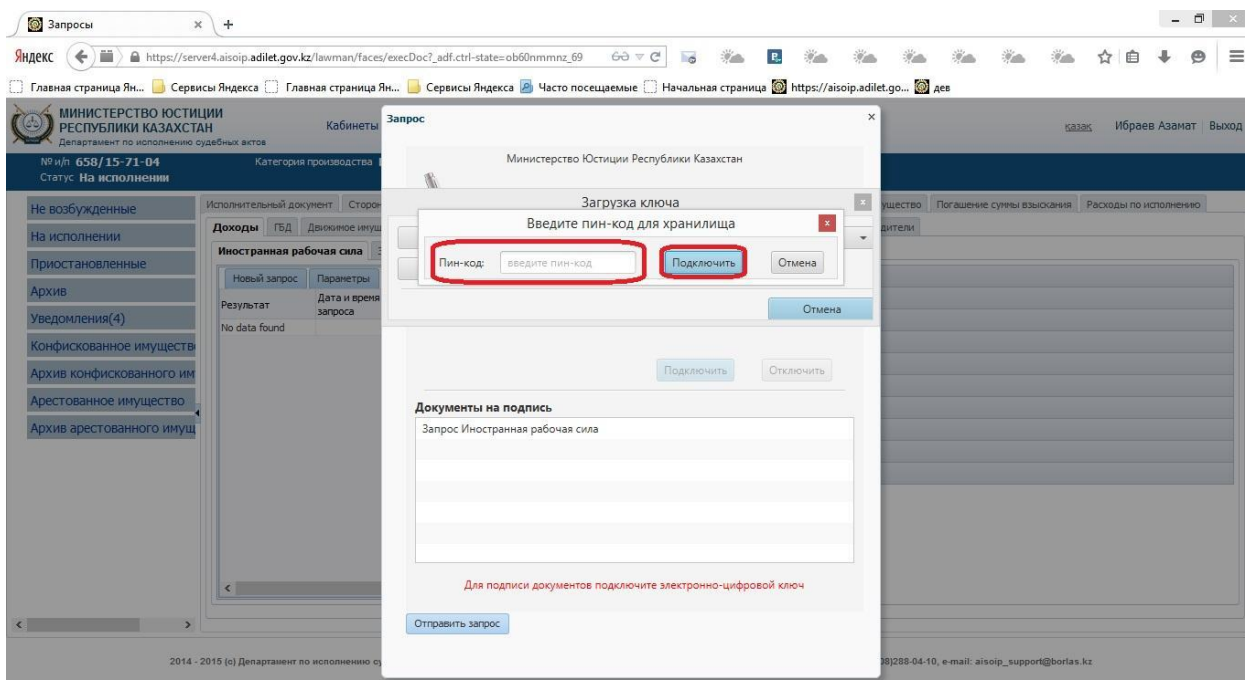 Запросы
Яндекс
https://server4.aisoip.adilet.gov.kz/lawman/faces/execDoc?_adf.ctrl-state=ob60nmmnz_69
Главная страница Ян... Сервисы Яндекса Главная страница Ян... Сервисы Яндекса Часто посещаемые Начальная страница https://aisoip.adilet.go... дев
МИНИСТЕРСТВО ЮСТИЦИИ
РЕСПУБЛИКИ КАЗАХСТАН
Департамент по исполнению судебных актов
Кабинеты
казак Ибраев Азамат Выход
№ и/п 658/15-71-04
Категория производства
Статус На исполнении
Не возбужденные
На исполнении
Приостановленные
Архив
Уведомления(4)
Конфискованное имуществ
Архив конфискованного им
Арестованное имущество
Архив арестованного имущ
Исполнительный документ Сторон
ущество Погашение суммы взыскания Расходы по исполнению
Доходы ГБД Движимое имущ
дители
Иностранная рабочая сила
Новый запрос Параметры
Результат
Дата и время
запроса
No data found
Запрос
Министерство Юстиции Республики Казахстан
Загрузка ключа
Введите пин-код для хранилища
Пин-код: введите пин-код Подключить Отмена
Отмена
Подключить Отключить
Документы на подпись
Запрос Иностранная рабочая сила
Для подписи документов подключите электронно-цифровой ключ
Отправить запрос
2014 - 2015 (c) Департамент по исполнению су
)288-04-10, e-mail: aisoip_support@borlas.kz